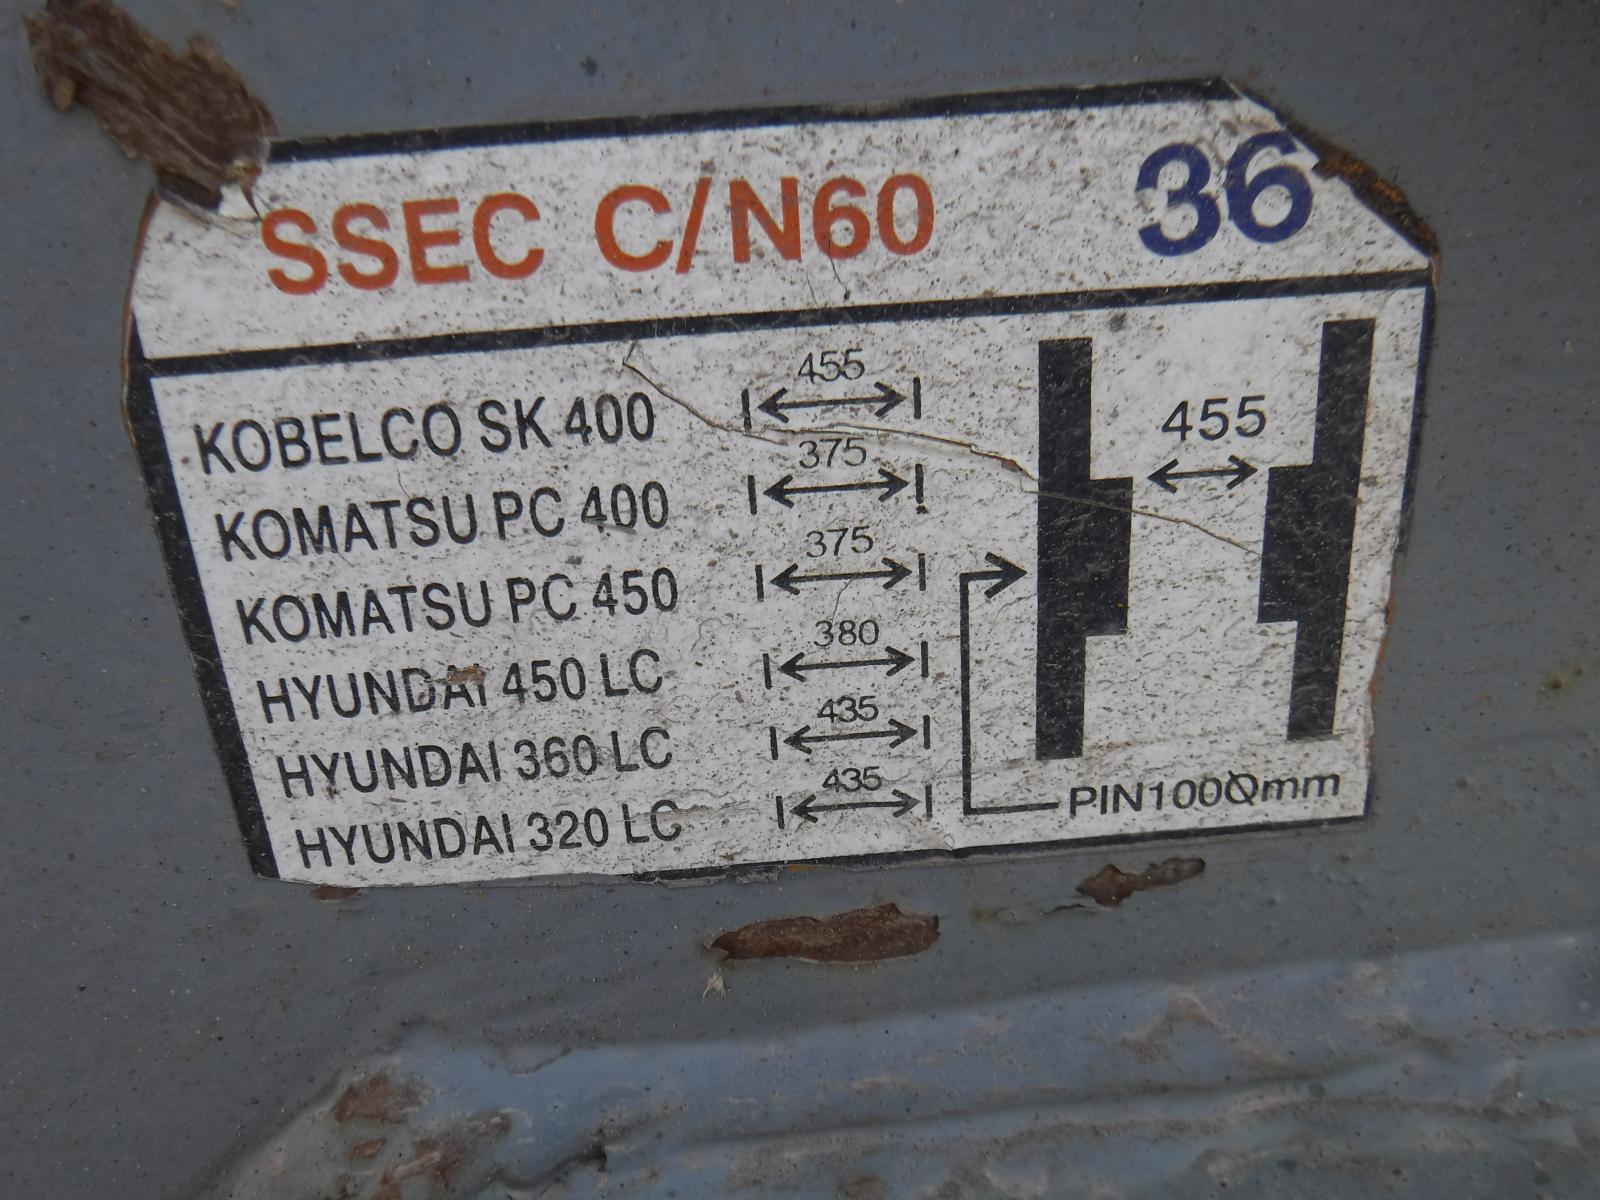 SSEC C/N60 36
KOBELCO SK 400 455
KOMATSU PC 400 375
KOMATSU PC 450 375
HYUNDAI 450 LC 380
HYUNDAI 360 LC 435
HYUNDAI 320 LC 435
455
PIN100Ømm